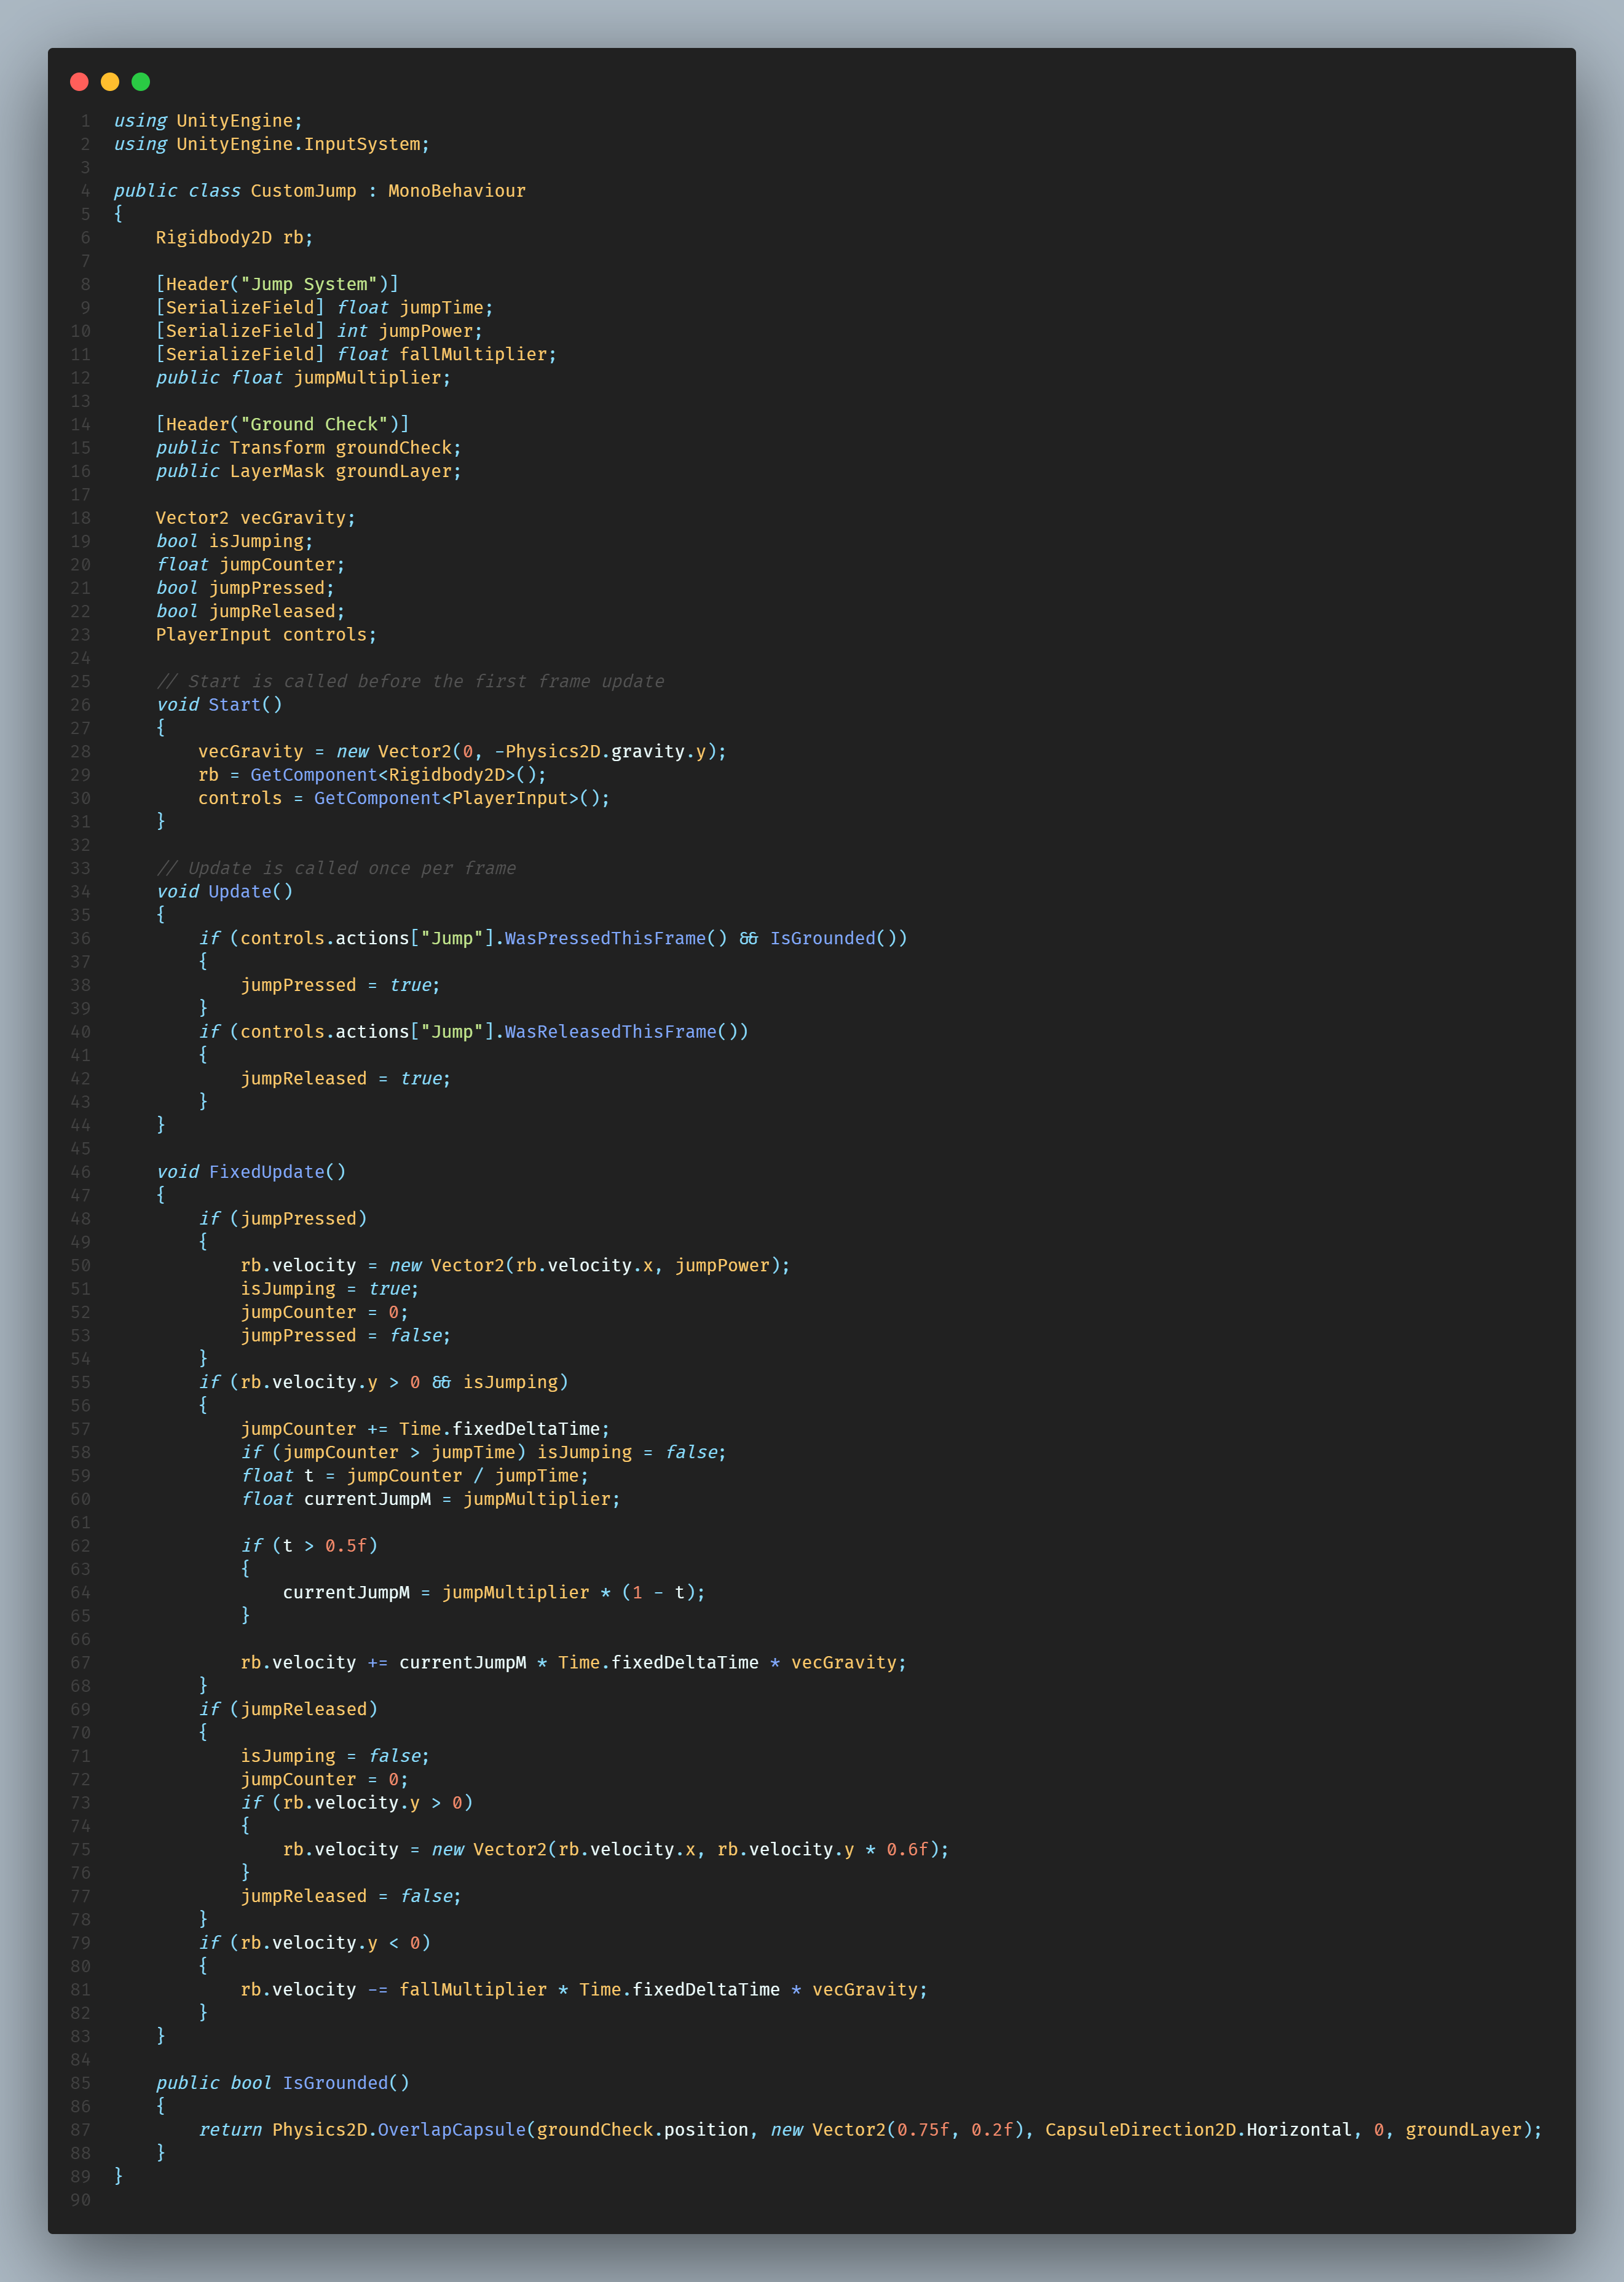 1 using UnityEngine;
2 using UnityEngine.InputSystem;
3
4 public class CustomJump : MonoBehaviour
5 {
6     Rigidbody2D rb;
7
8     [Header("Jump System")]
9     [SerializeField] float jumpTime;
10     [SerializeField] int jumpPower;
11     [SerializeField] float fallMultiplier;
12     public float jumpMultiplier;
13
14     [Header("Ground Check")]
15     public Transform groundCheck;
16     public LayerMask groundLayer;
17
18     Vector2 vecGravity;
19     bool isJumping;
20     float jumpCounter;
21     bool jumpPressed;
22     bool jumpReleased;
23     PlayerInput controls;
24
25     // Start is called before the first frame update
26     void Start()
27     {
28         vecGravity = new Vector2(0, -Physics2D.gravity.y);
29         rb = GetComponent<Rigidbody2D>();
30         controls = GetComponent<PlayerInput>();
31     }
32
33     // Update is called once per frame
34     void Update()
35     {
36         if (controls.actions["Jump"].WasPressedThisFrame() && IsGrounded())
37         {
38             jumpPressed = true;
39         }
40         if (controls.actions["Jump"].WasReleasedThisFrame())
41         {
42             jumpReleased = true;
43         }
44     }
45
46     void FixedUpdate()
47     {
48         if (jumpPressed)
49         {
50             rb.velocity = new Vector2(rb.velocity.x, jumpPower);
51             isJumping = true;
52             jumpCounter = 0;
53             jumpPressed = false;
54         }
55         if (rb.velocity.y > 0 && isJumping)
56         {
57             jumpCounter += Time.fixedDeltaTime;
58             if (jumpCounter > jumpTime) isJumping = false;
59             float t = jumpCounter / jumpTime;
60             float currentJumpM = jumpMultiplier;
61
62             if (t > 0.5f)
63             {
64                 currentJumpM = jumpMultiplier * (1 - t);
65             }
66
67             rb.velocity += currentJumpM * Time.fixedDeltaTime * vecGravity;
68         }
69         if (jumpReleased)
70         {
71             isJumping = false;
72             jumpCounter = 0;
73             if (rb.velocity.y > 0)
74             {
75                 rb.velocity = new Vector2(rb.velocity.x, rb.velocity.y * 0.6f);
76             }
77             jumpReleased = false;
78         }
79         if (rb.velocity.y < 0)
80         {
81             rb.velocity -= fallMultiplier * Time.fixedDeltaTime * vecGravity;
82         }
83     }
84
85     public bool IsGrounded()
86     {
87         return Physics2D.OverlapCapsule(groundCheck.position, new Vector2(0.75f, 0.2f), CapsuleDirection2D.Horizontal, 0, groundLayer);
88     }
89 }
90